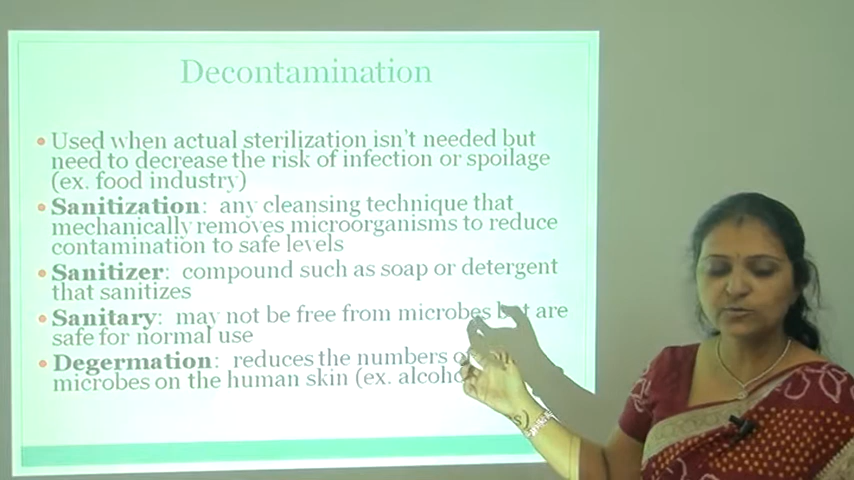 Decontamination
• Used when actual sterilization isn't needed but
need to decrease the risk of infection or spoilage
(ex. food industry)
• Sanitization: any cleansing technique that
mechanically removes microorganisms to reduce
contamination to safe levels
• Sanitizer: compound such as soap or detergent
that sanitizes
• Sanitary: may not be free from microbes but are
safe for normal use
• Degermation: reduces the numbers of
microbes on the human skin (ex. alcoho